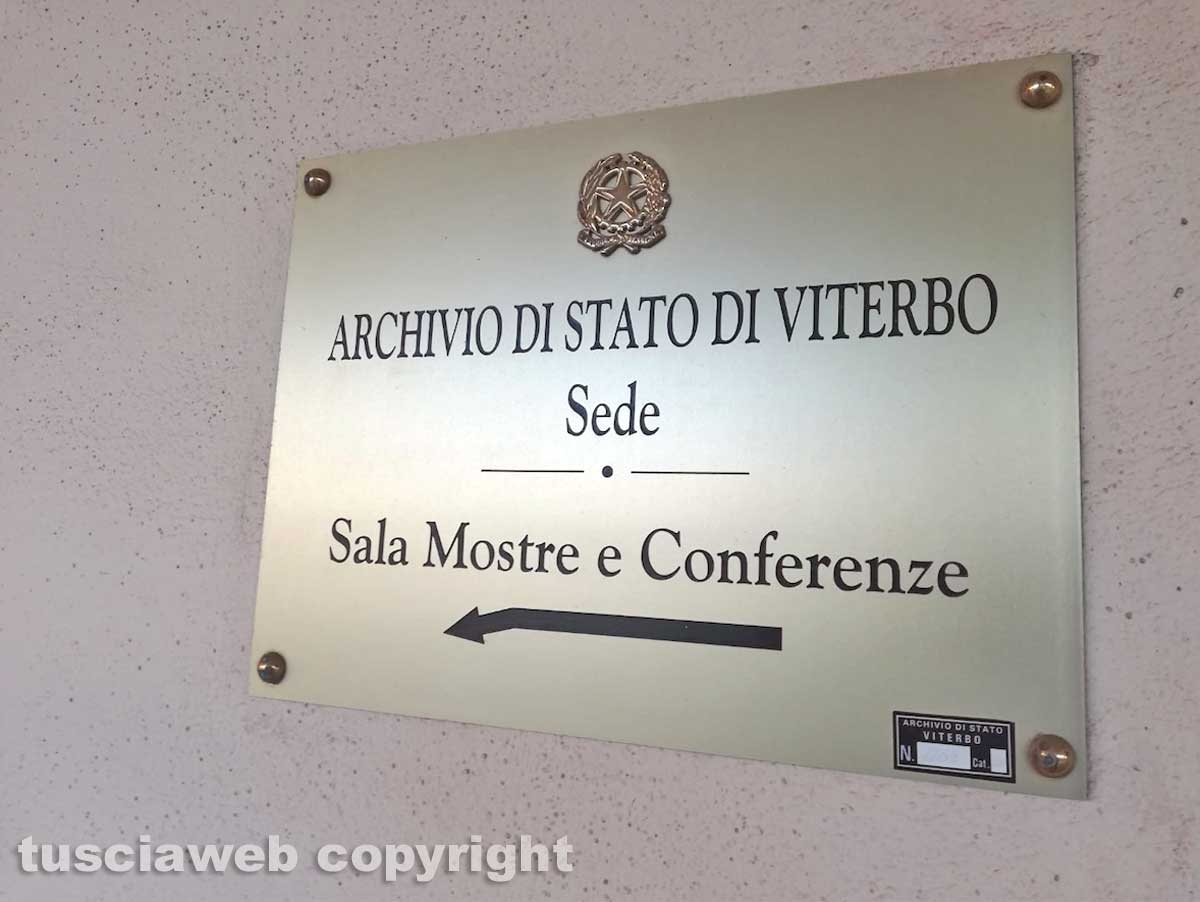 ARCHIVIO DI STATO DI VITERBO
Sede
Sala Mostre e Conferenze
ARCHIVIO DI STATO
VITERBO
N. Cat.
tusciaweb copyright